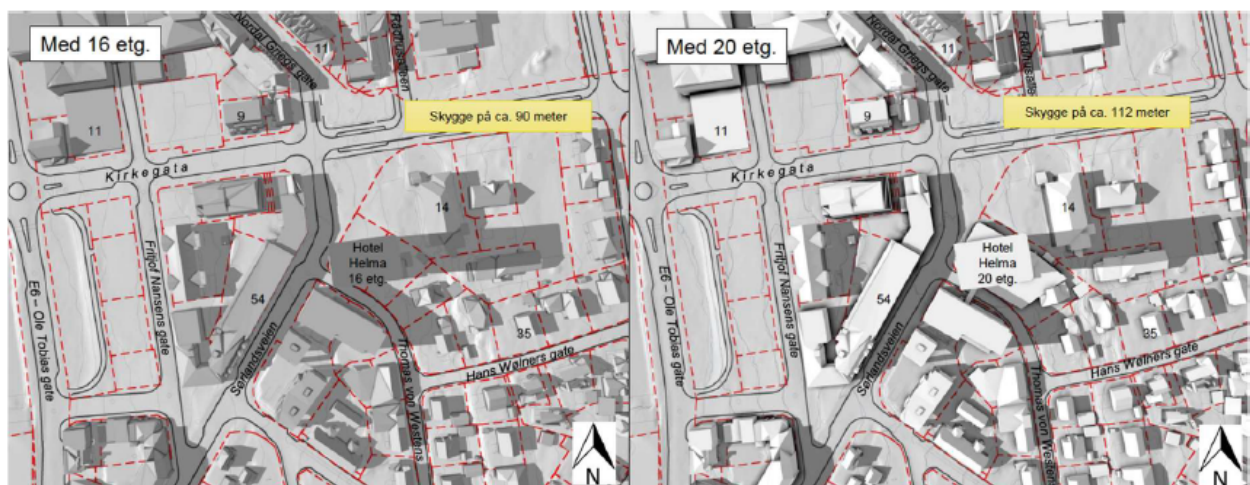 Med 16 etg.
Nordal Griegs gate
11
Skygge på ca. 90 meter
11
9
Kirkegata
14
Hotel
Helma
16 etg.
54
Fritjof Nansens gate
E6 - Ole Tobias gate
Sørlandsveien
35
Hans Wølners gate
Thomas von Westens
N
Med 20 etg.
Nordal Griegs gate
11
Skygge på ca. 112 meter
11
9
Kirkegata
14
Hotel
Helma
20 etg.
54
Fritjof Nansens gate
E6 - Ole Tobias gate
Sørlandsveien
35
Hans Wølners gate
Thomas von Westens
N